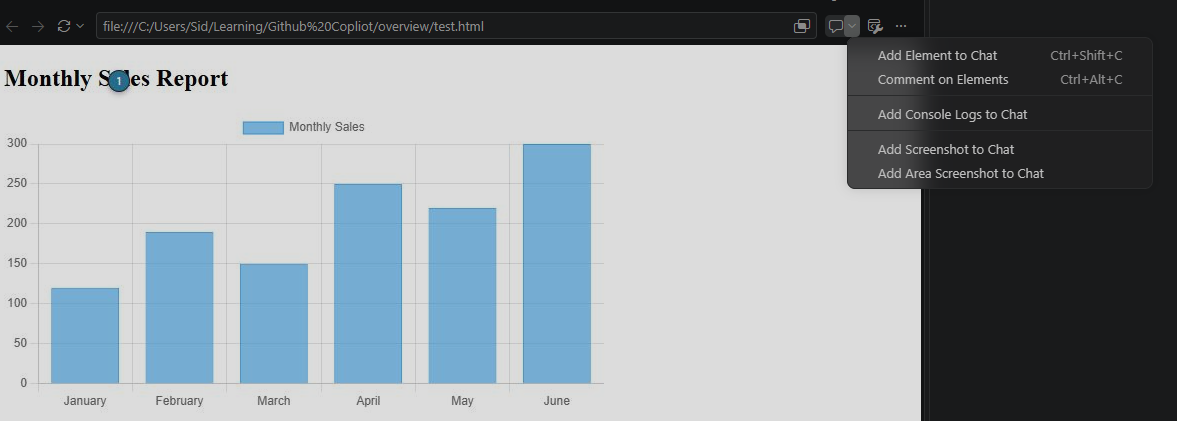 file:///C:/Users/Sid/Learning/Github%20Copliot/overview/test.html
Add Element to Chat Ctrl+Shift+C
Comment on Elements Ctrl+Alt+C
Add Console Logs to Chat
Add Screenshot to Chat
Add Area Screenshot to Chat
Monthly S les Report
1
Monthly Sales
300
250
200
150
100
50
0
January February March April May June